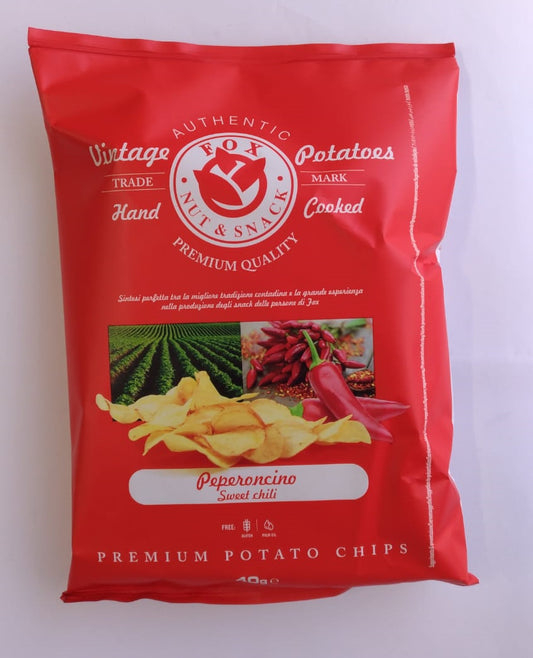 AUTHENTIC
Vintage Potatoes
FOX
TRADE MARK
NUT & SNACK
Hand Cooked
PREMIUM QUALITY
Sintesi perfetta tra la migliore tradizione contadina e la grande esperienza
nella produzione degli snack delle persone di Fox
Peperoncino
Sweet chili
FREE:
GLUTEN PALM OIL
PREMIUM POTATO CHIPS
40g e